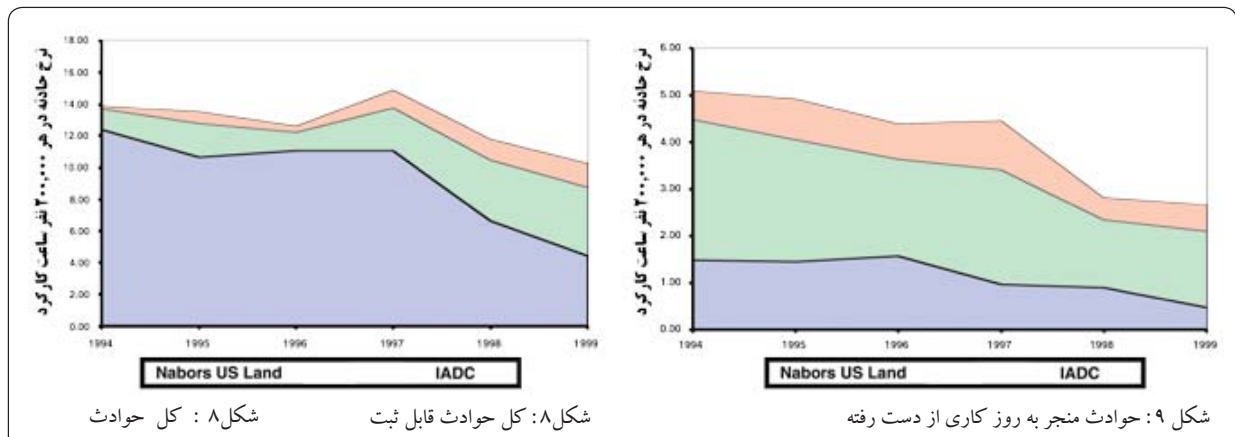 نرخ حادثه در هر ۲۰۰,۰۰۰ نفر ساعت کارکرد
18.00
16.00
14.00
12.00
10.00
8.00
6.00
4.00
2.00
0.00
1994 1995 1996 1997 1998 1999
Nabors US Land IADC
نرخ حادثه در هر ۲۰۰,۰۰۰ نفر ساعت کارکرد
6.00
5.00
4.00
3.00
2.00
1.00
0.00
1994 1995 1996 1997 1998 1999
Nabors US Land IADC
شکل ۹: حوادث منجر به روز کاری از دست رفته
شکل۸: کل حوادث قابل ثبت
شکل۸ : کل حوادث